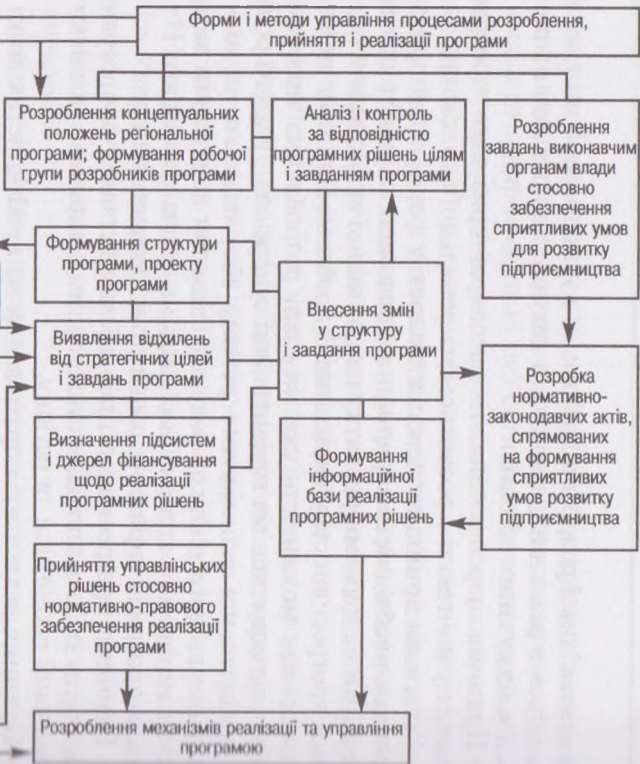 Форми і методи управління процесами розроблення,
прийняття і реалізації програми
Розроблення концептуальних
положень регіональної
програми; формування робочої
групи розробників програми
Аналіз і контроль
за відповідністю
програмних рішень цілям
і завданням програми
Розроблення
завдань виконавчим
органам влади
стосовно
забезпечення
сприятливих умов
для розвитку
підприємництва
Формування структури
програми, проекту
програми
Внесення змін
у структуру
і завдання програми
Виявлення відхилень
від стратегічних цілей
і завдань програми
Розробка
нормативно-
законодавчих актів,
спрямованих
на формування
сприятливих
умов розвитку
підприємництва
Визначення підсистем
і джерел фінансування
щодо реалізації
програмних рішень
Формування
інформаційної
бази реалізації
програмних рішень
Прийняття управлінських
рішень стосовно
нормативно-правового
забезпечення реалізації
програми
Розроблення механізмів реалізації та управління
програмою